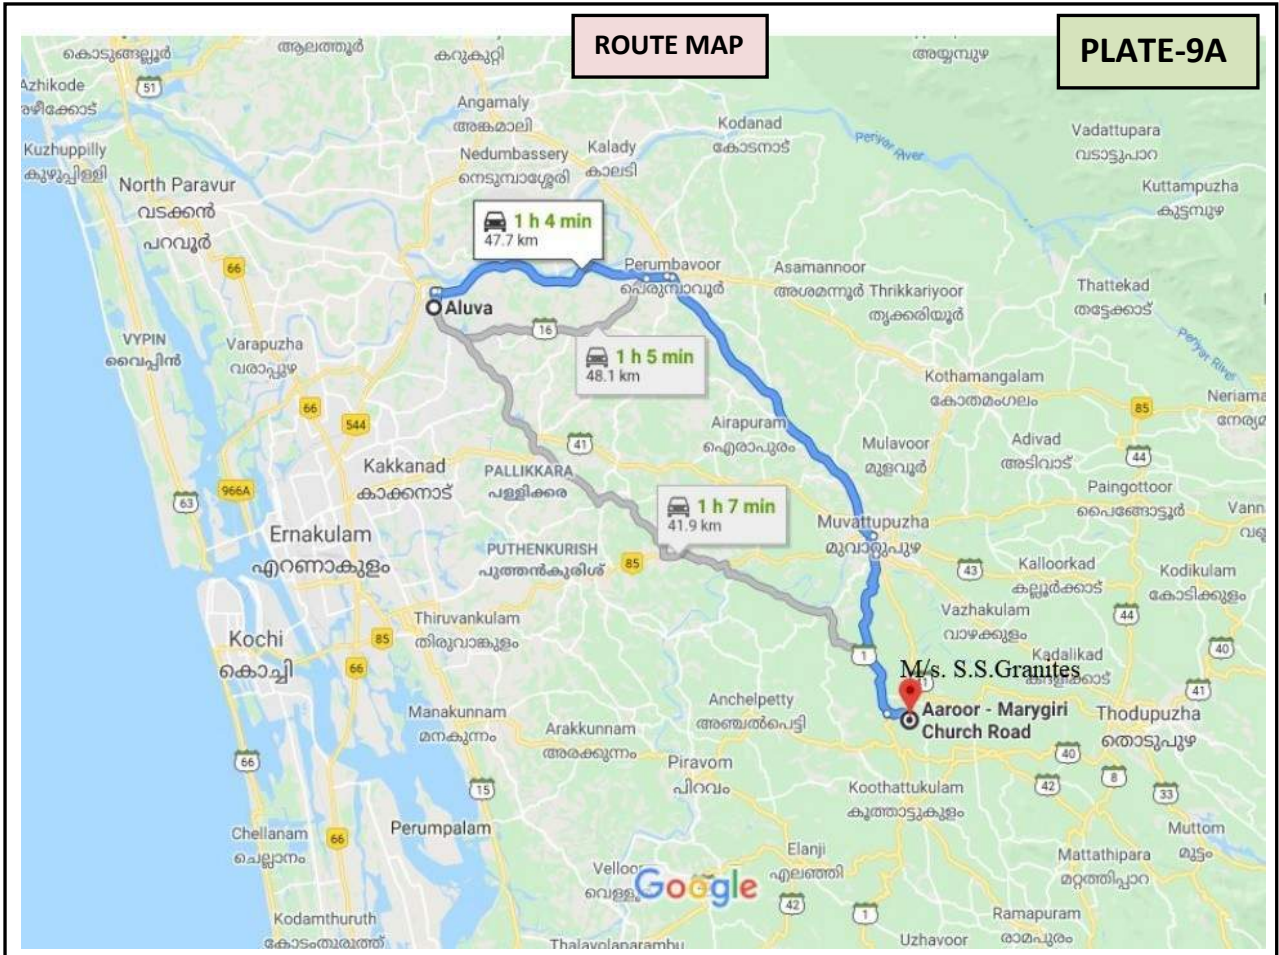 ROUTE MAP
PLATE-9A
കൊടുങ്ങല്ലൂർ
ആലത്തൂർ
കറുകുറ്റി
അയ്യമ്പുഴ
Azhikode
51
Angamaly
അങ്കമാലി
Kodanad
കോടനാട്
Periyar River
Vadattupara
വടാട്ടുപാറ
Kuzhuppilly
കുഴുപ്പിള്ളി
Nedumbassery
നെടുമ്പാശ്ശേരി
Kalady
കാലടി
North Paravur
വടക്കൻ
പറവൂർ
Kuttampuzha
കുട്ടമ്പുഴ
1 h 4 min
47.7 km
66
Perumbavoor
പെരുമ്പാവൂർ
Asamannoor
അശമന്നൂർ
Thrikkariyoor
തൃക്കരിയൂർ
Thattekad
തട്ടേക്കാട്
Aluva
16
VYPIN
വൈപ്പിൻ
Varapuzha
വരാപ്പുഴ
1 h 5 min
48.1 km
Periyar River
Kothamangalam
കോതമംഗലം
85
Neriama
66
544
Airapuram
ഐരാപുരം
41
Mulavoor
മുളവൂർ
Adivad
അടിവാട്
44
Kakkanad
കാക്കനാട്
PALLIKKARA
പള്ളിക്കര
966A
63
Paingottoor
പൈങ്ങോട്ടൂർ
Vann
1 h 7 min
41.9 km
Muvattupuzha
മുവാറ്റുപുഴ
Ernakulam
എറണാകുളം
PUTHENKURISH
പുത്തൻകുരിശ്
85
43
Kalloorkad
കല്ലൂർക്കാട്
Kodikulam
കോടിക്കുളം
Thiruvankulam
തിരുവാങ്കുളം
Vazhakulam
വാഴക്കുളം
44
Kochi
കൊച്ചി
85
66
1
40
Kadalikad
M/s. S.S.Granites
41
Aaroor - Marygiri
Church Road
Anchelpetty
അഞ്ചൽപെട്ടി
Thodupuzha
തൊടുപുഴ
Manakunnam
മനകുന്നം
Arakkunnam
അരക്കുന്നം
66
15
Piravom
പിറവം
40
8
42
33
Koothattukulam
കൂത്താട്ടുകുളം
Chellanam
ചെല്ലാനം
66
Perumpalam
Muttom
മുട്ടം
Elanji
എലഞ്ഞി
Mattathipara
മറ്റത്തിപ്പാറ
Velloo
Google
42
1
Kodamthuruth
കോടംതുരുത്ത്
Ramapuram
രാമപുരം
Uzhavoor
Thalayolaparambu